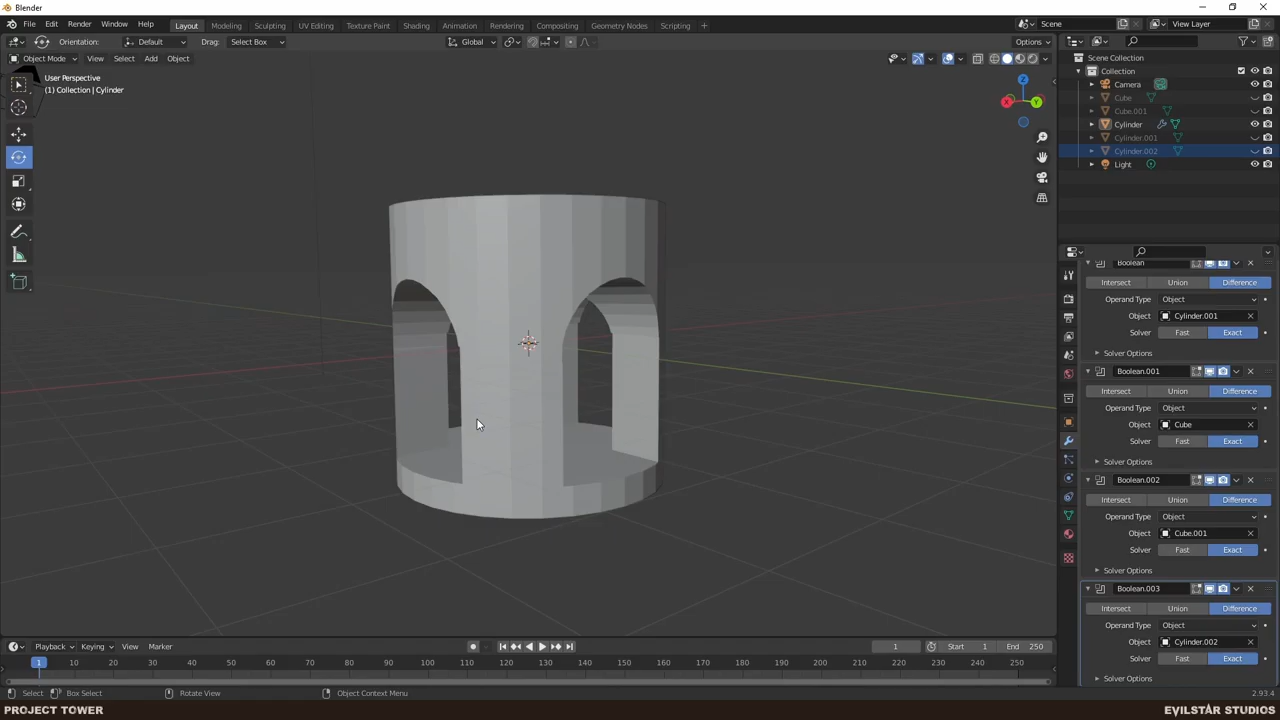 Blender
File Edit Render Window Help Layout Modeling Sculpting UV Editing Texture Paint Shading Animation Rendering Compositing Geometry Nodes Scripting + Scene View Layer
Orientation: Default Drag: Select Box Global Options
Object Mode View Select Add Object
User Perspective
(1) Collection | Cylinder
X Y Z
Scene Collection
Collection
Camera
Cube
Cube.001
Cylinder
Cylinder.001
Cylinder.002
Light
Boolean
Intersect Union Difference
Operand Type Object
Object Cylinder.001
Solver Fast Exact
Solver Options
Boolean.001
Intersect Union Difference
Operand Type Object
Object Cube
Solver Fast Exact
Solver Options
Boolean.002
Intersect Union Difference
Operand Type Object
Object Cube.001
Solver Fast Exact
Solver Options
Boolean.003
Intersect Union Difference
Operand Type Object
Object Cylinder.002
Solver Fast Exact
Solver Options
Playback Keying View Marker 1 Start 1 End 250
1 10 20 30 40 50 60 70 80 90 100 110 120 130 140 150 160 170 180 190 200 210 220 230 240 250
Select Box Select Rotate View Object Context Menu 2.93.4
PROJECT TOWER EVILSTAR STUDIOS